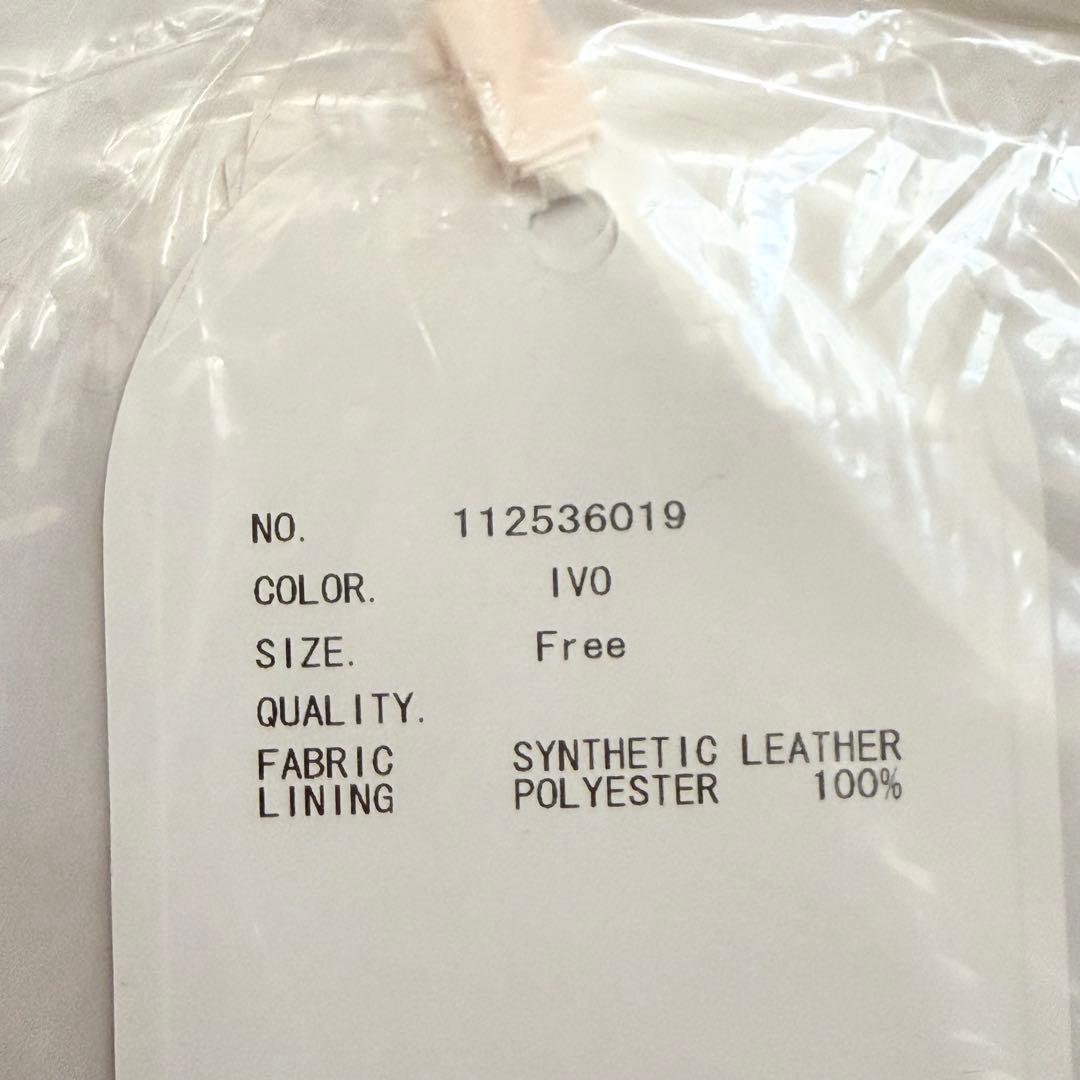 NO. 112536019
COLOR. IVO
SIZE. Free
QUALITY.
FABRIC SYNTHETIC LEATHER
LINING POLYESTER 100%